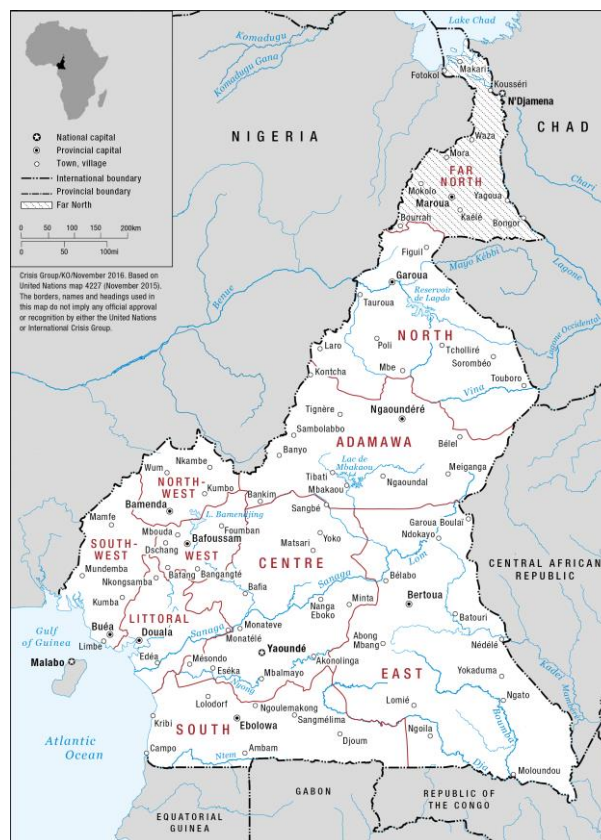 Lake Chad
Komadugu
Komadugu Gana
Makari
Fotokol
Kousséri
N'Djamena
National capital
Provincial capital
Town, village
International boundary
Provincial boundary
Far North
0 50 100 150 200km
0 50 100mi
Crisis Group/KO/November 2016. Based on
United Nations map 4227 (November 2015).
The borders, names and headings used in
this map do not imply any official approval
or recognition by either the United Nations
or International Crisis Group.
NIGERIA
CHAD
Waza
Mora
FAR
NORTH
Chari
Mokolo
Yagoua
Maroua
Kaélé
Bourrah
Bongor
Figuil
Mayo Kébbi
Logone
Garoua
Benue
Reservoir
de Lagdo
Tauroua
NORTH
Logone Occidental
Poli
Tcholliré
Laro
Sorombéo
Mbe
Kontcha
Touboro
Vina
Tignère
Ngaoundéré
Sambolabbo
ADAMAWA
Bélel
Banyo
Lac de
Mbakaou
Nkambe
Wum
Tibati
Meiganga
NORTH-
WEST
Kumbo
Mbakaou
Ngaoundal
Bankim
Sangbé
Bamenda
L. Bamendjing
Mamfe
Garoua Boulai
Mbouda
Foumban
Ndokayo
SOUTH-
WEST
Bafoussam
Yoko
Dschang
WEST
Matsari
Lom
CENTRE
CENTRAL AFRICAN
REPUBLIC
Mundemba
Bafang
Bangangté
Sanaga
Bélabo
Nkongsamba
Bafia
Bertoua
Kumba
Nanga
Eboko
Minta
LITTORAL
Batouri
Gulf
of Guinea
Buéa
Doualá
Sanaga
Monateve
Limbé
Monatélé
Abong
Mbang
Nédélé
Malabo
Edéa
Yaoundé
Mésondo
Akonolinga
Kadei
Eséka
Mbalmayo
EAST
Yokaduma
Mambéré
Nyong
Lolodorf
Ngoulemakong
Lomié
Ngato
Kribi
SOUTH
Ebolowa
Sangmélima
Boumba
Atlantic
Ocean
Djoum
Ngoila
Campo
Ntem
Ambam
Dja
Moloundou
EQUATORIAL
GUINEA
GABON
REPUBLIC OF
THE CONGO